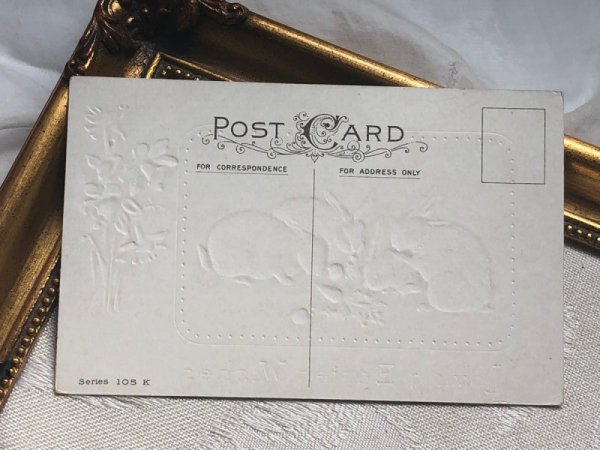 POST CARD
FOR CORRESPONDENCE
FOR ADDRESS ONLY
Series 105 K